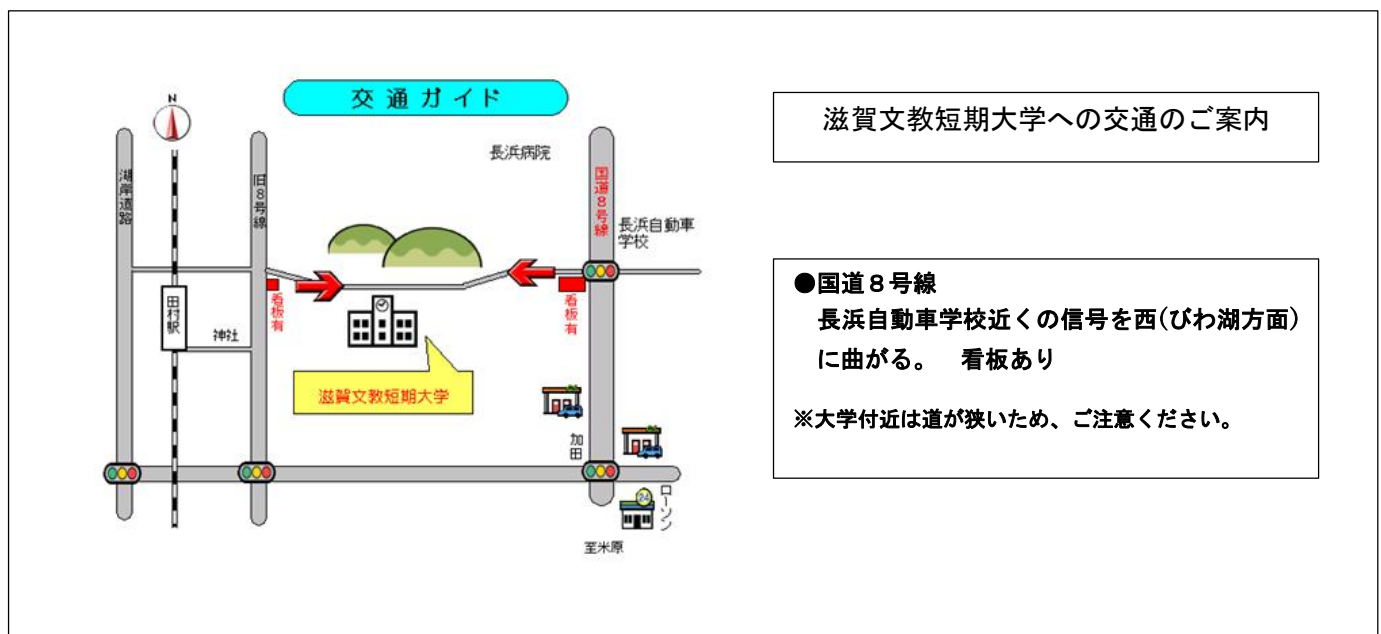 交通ガイド
N
長浜病院
湖岸道路
旧8号線
国道8号線
長浜自動車
学校
看板有
看板有
田村駅
神社
滋賀文教短期大学
加田
24
ローソン
至米原
滋賀文教短期大学への交通のご案内
●国道８号線
長浜自動車学校近くの信号を西(びわ湖方面)
に曲がる。　看板あり
※大学付近は道が狭いため、ご注意ください。